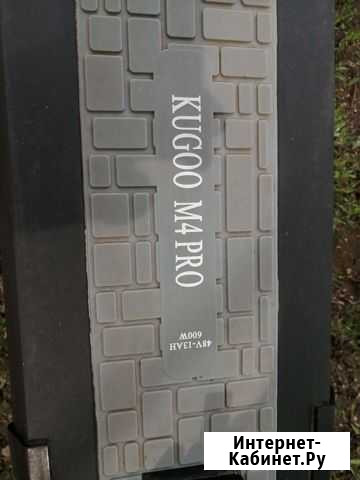 KUGOO M4 PRO
48V-13AH
600W
Интернет-
Кабинет.Ру